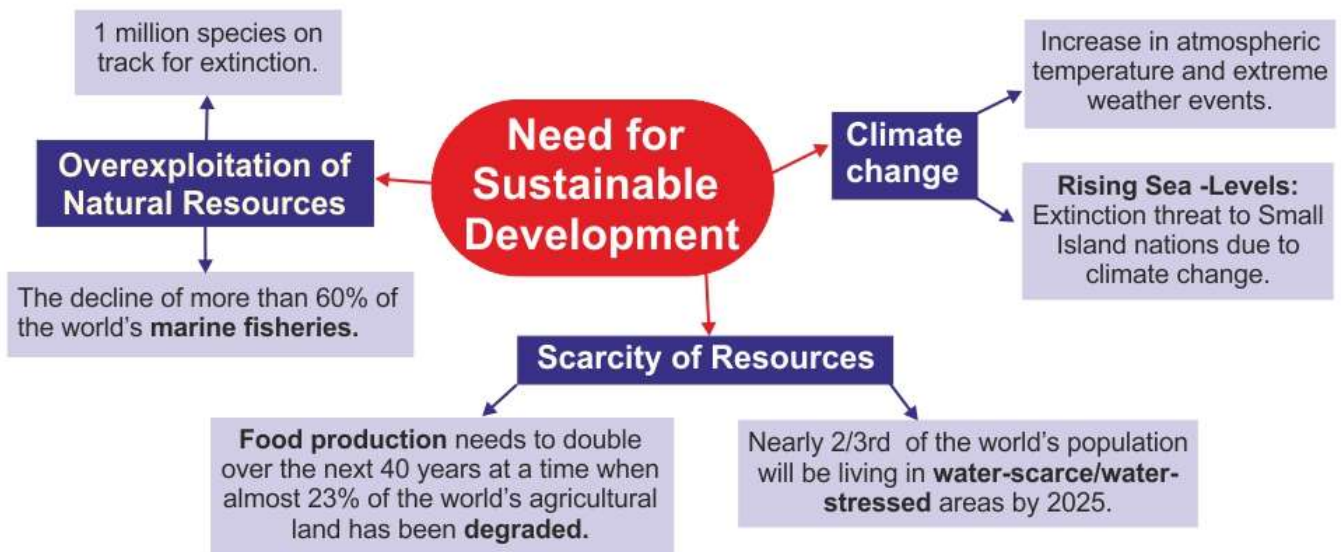 1 million species on
track for extinction.
Overexploitation of
Natural Resources
The decline of more than 60% of
the world's marine fisheries.
Need for
Sustainable
Development
Climate
change
Increase in atmospheric
temperature and extreme
weather events.
Rising Sea -Levels:
Extinction threat to Small
Island nations due to
climate change.
Scarcity of Resources
Food production needs to double
over the next 40 years at a time when
almost 23% of the world's agricultural
land has been degraded.
Nearly 2/3rd of the world's population
will be living in water-scarce/water-
stressed areas by 2025.